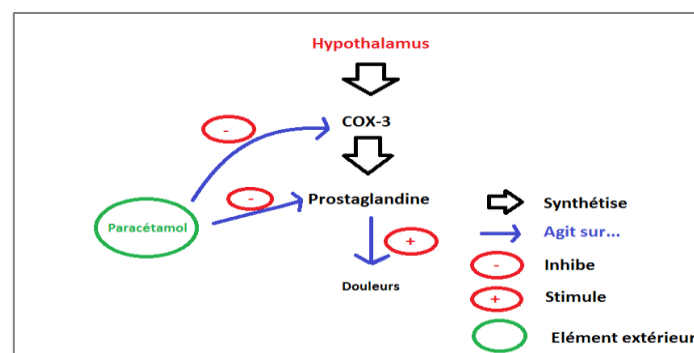 Hypothalamus
-
COX-3
-
Paracétamol
Prostaglandine
+
Douleurs
Synthétise
Agit sur...
-
Inhibe
+
Stimule
Elément extérieur